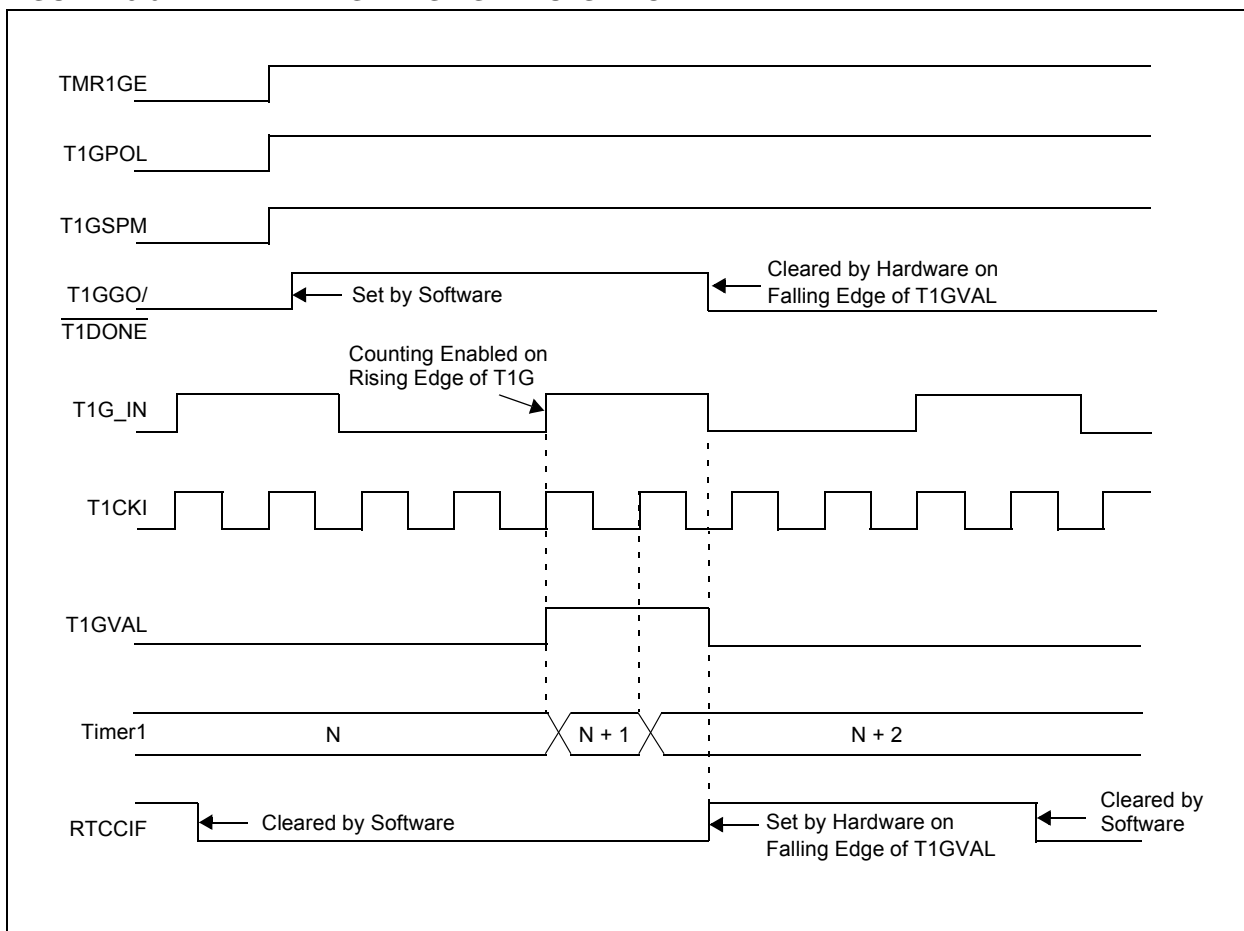 TMR1GE
T1GPOL
T1GSPM
T1GGO/
T1DONE
Set by Software
Cleared by Hardware on
Falling Edge of T1GVAL
Counting Enabled on
Rising Edge of T1G
T1G_IN
T1CKI
T1GVAL
Timer1
N
N + 1
N + 2
RTCCIF
Cleared by Software
Set by Hardware on
Falling Edge of T1GVAL
Cleared by
Software